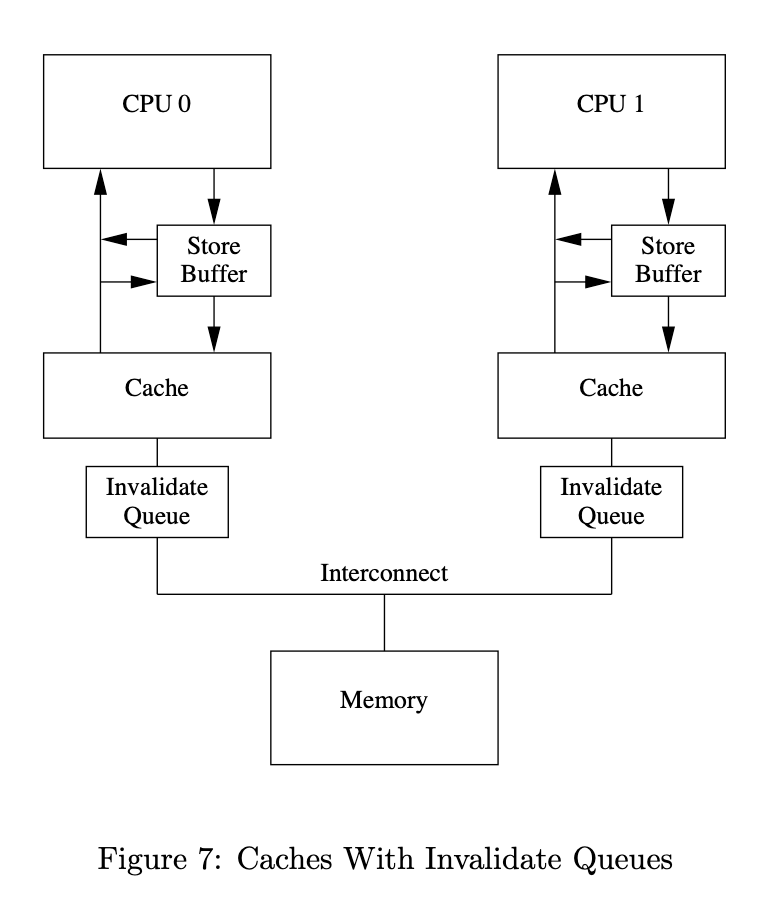 CPU 0
CPU 1
Store
Buffer
Store
Buffer
Cache
Cache
Invalidate
Queue
Invalidate
Queue
Interconnect
Memory
Figure 7: Caches With Invalidate Queues